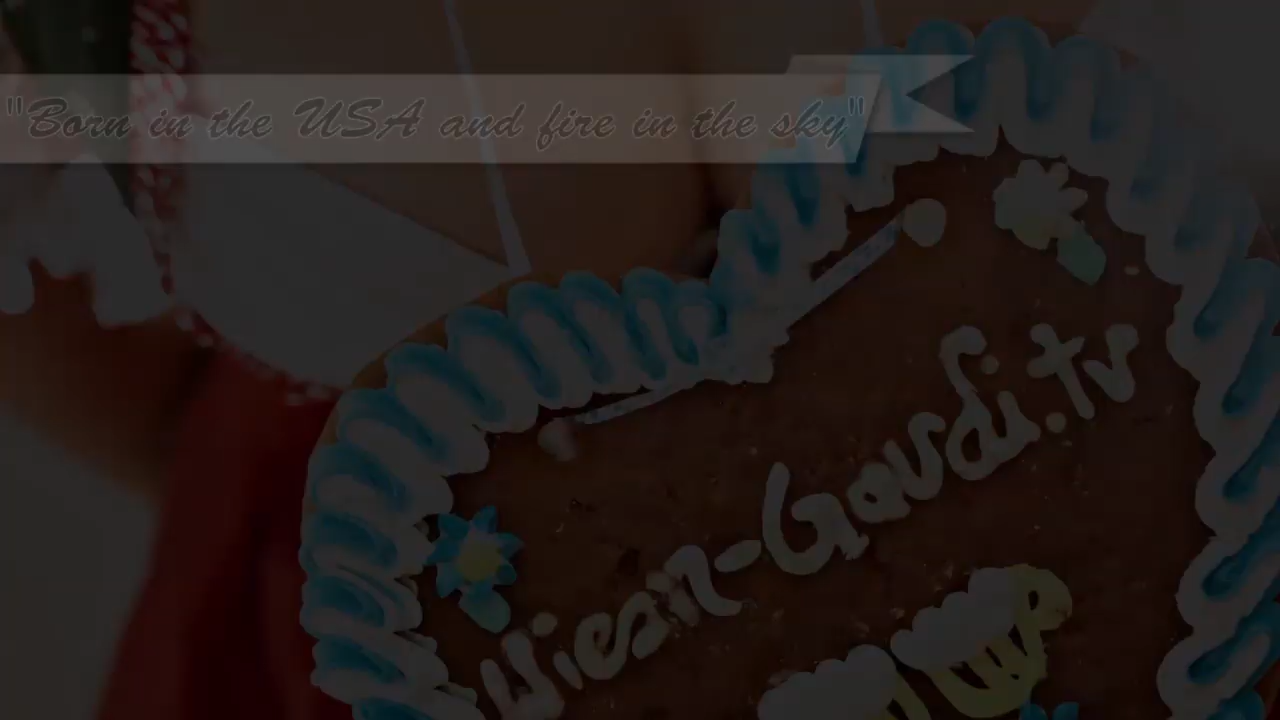 "Born in the USA and fire in the sky"
Wiesn-Gaudi.tv